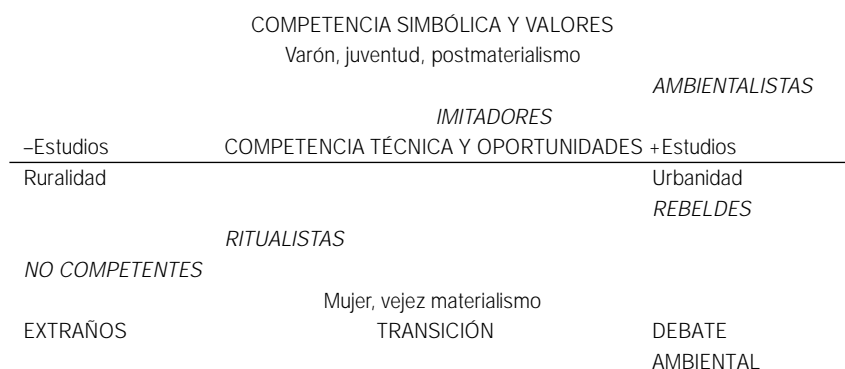 COMPETENCIA SIMBÓLICA Y VALORES
Varón, juventud, postmaterialismo
AMBIENTALISTAS
IMITADORES
–Estudios COMPETENCIA TÉCNICA Y OPORTUNIDADES +Estudios
Ruralidad Urbanidad
REBELDES
RITUALISTAS
NO COMPETENTES
Mujer, vejez materialismo
EXTRAÑOS TRANSICIÓN DEBATE
AMBIENTAL